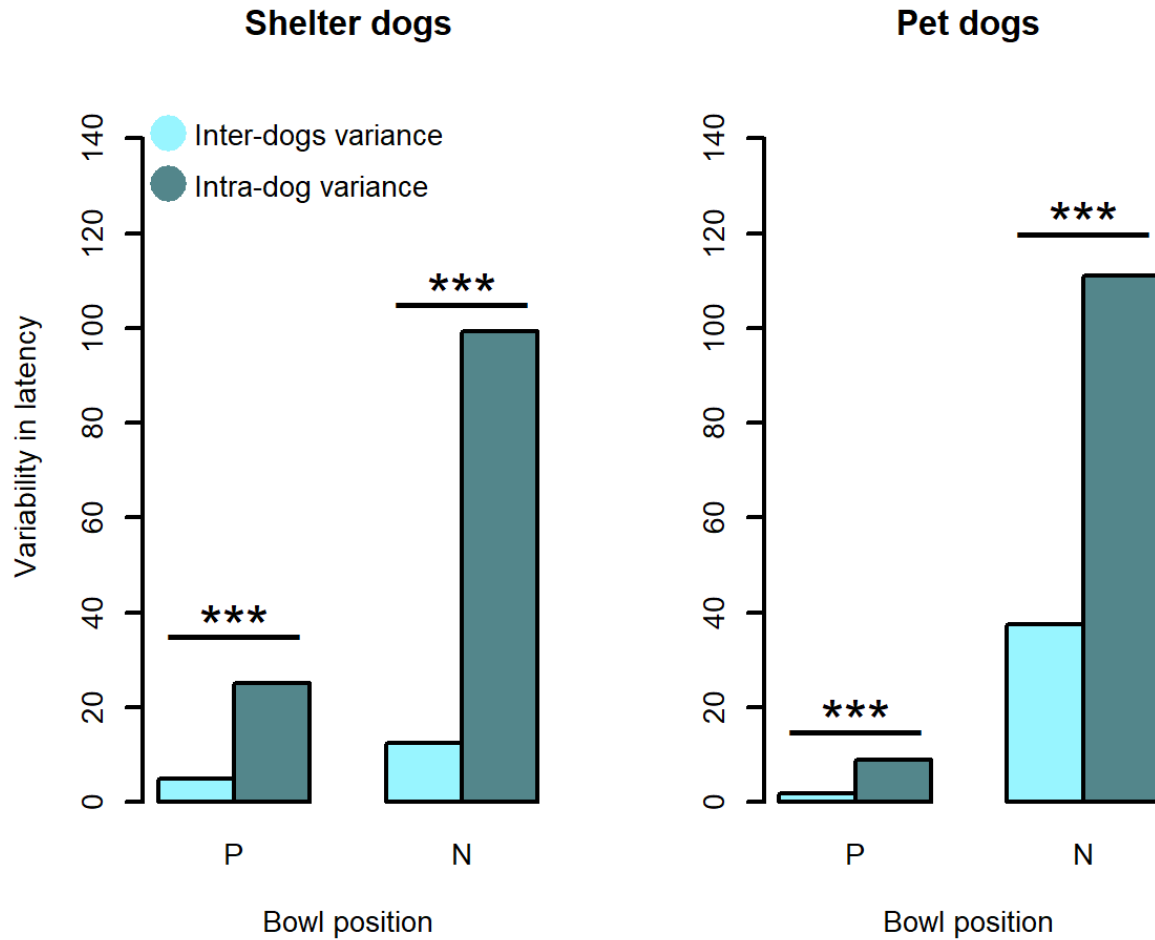 Shelter dogs
Pet dogs
Inter-dogs variance
Intra-dog variance
Variability in latency
140
120
100
80
60
40
20
0
***
***
P
N
Bowl position
140
120
100
80
60
40
20
0
***
***
P
N
Bowl position